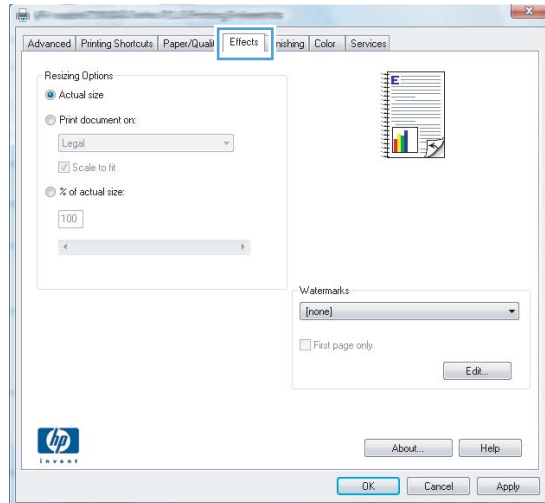 Advanced Printing Shortcuts Paper/Quali Effects nishing Color Services
Resizing Options
Actual size
Print document on:
Legal
Scale to fit
% of actual size:
100
E
Watermarks
[none]
First page only
Edit...
hp
invent
About... Help
OK Cancel Apply